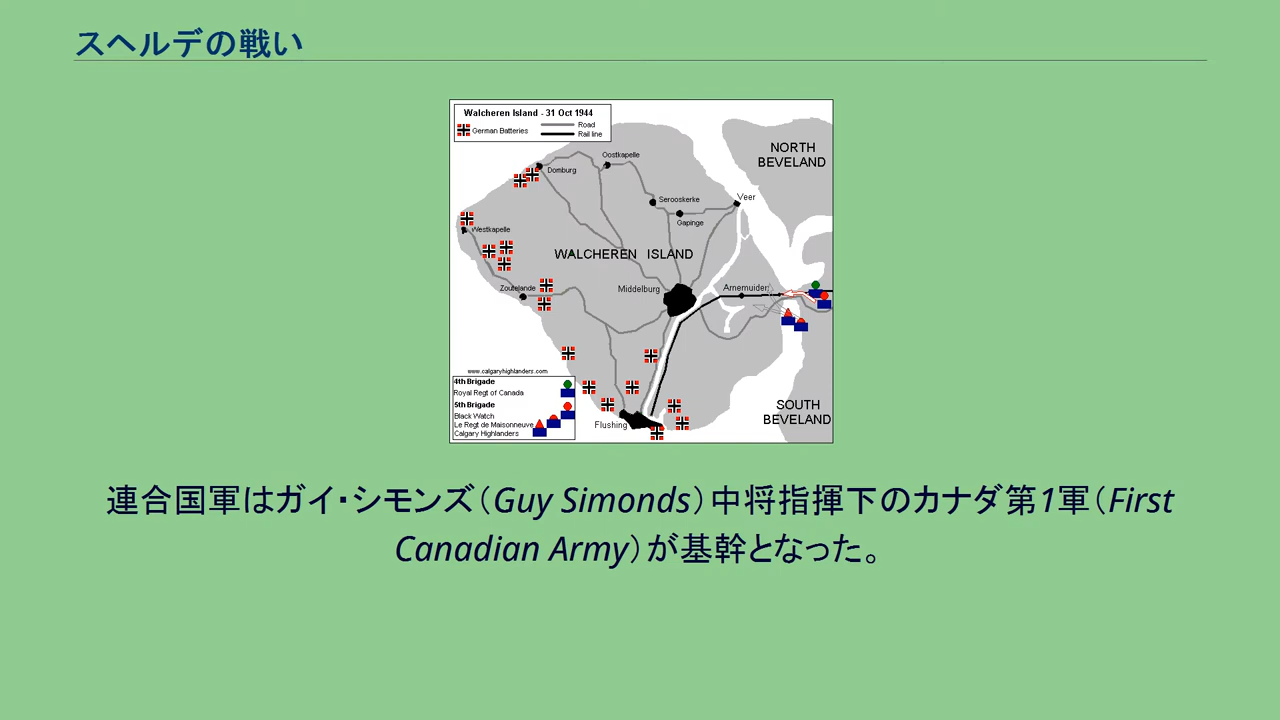 スヘルデの戦い
Walcheren Island - 31 Oct 1944
German Batteries
Road
Rail line
NORTH
BEVELAND
Oostkapelle
Domburg
Serooskerke
Veer
Gapinge
Westkapelle
WALCHEREN ISLAND
Zoutelande
Middelburg
Arnemuiden
www.calgaryhighlanders.com
4th Brigade
Royal Regt of Canada
5th Brigade
Black Watch
Le Regt de Maisonneuve
Calgary Highlanders
Flushing
SOUTH
BEVELAND
連合国軍はガイ・シモンズ（Guy Simonds）中将指揮下のカナダ第1軍（First
Canadian Army）が基幹となった。